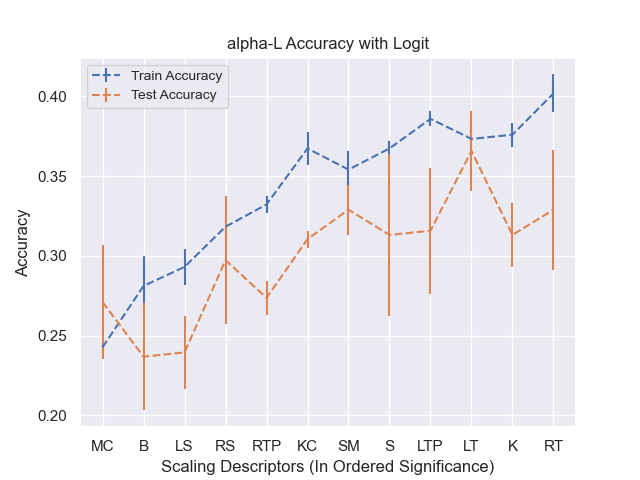 alpha-L Accuracy with Logit
Train Accuracy
Test Accuracy
0.40
0.35
0.30
0.25
0.20
Accuracy
MC B LS RS RTP KC SM S LTP LT K RT
Scaling Descriptors (In Ordered Significance)